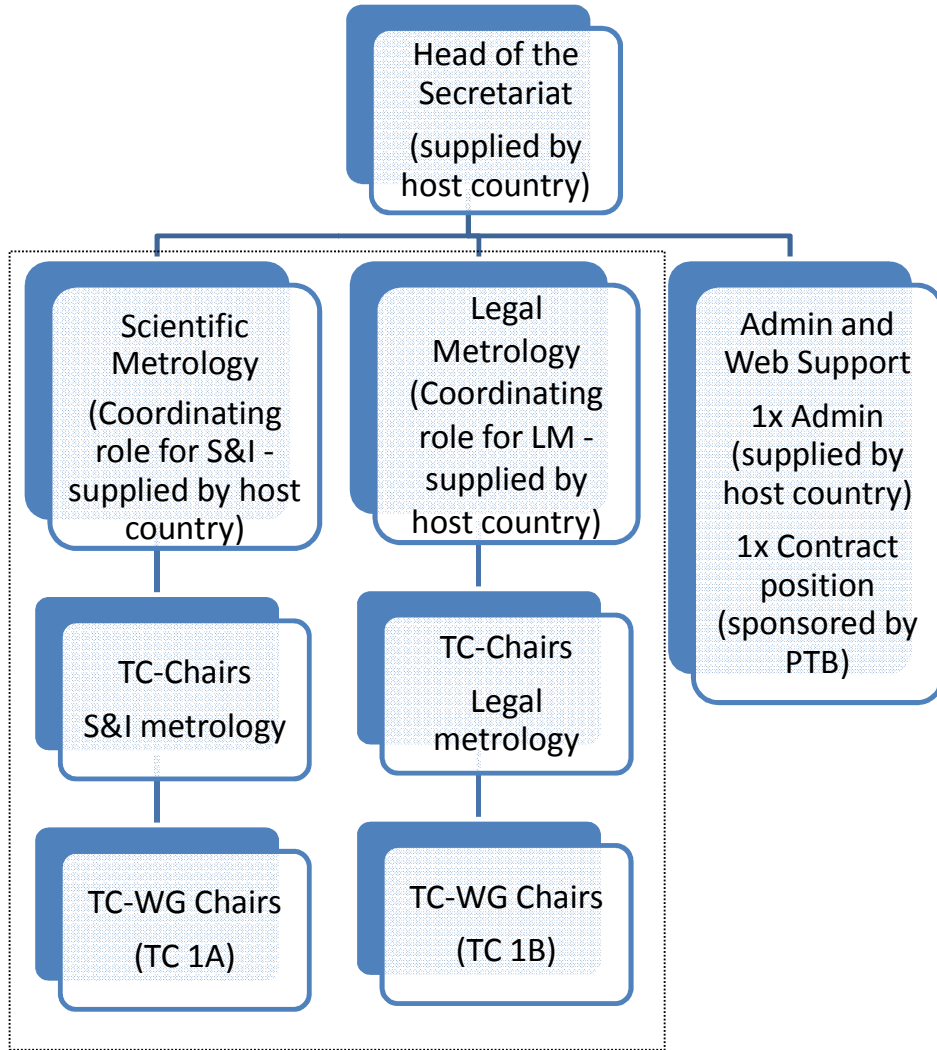 Head of the
Secretariat
(supplied by
host country)
Scientific
Metrology
(Coordinating
role for S&I -
supplied by host
country)
Legal
Metrology
(Coordinating
role for LM -
supplied by
host country)
Admin and
Web Support
1x Admin
(supplied by
host country)
1x Contract
position
(sponsored by
PTB)
TC-Chairs
S&I metrology
TC-Chairs
Legal
metrology
TC-WG Chairs
(TC 1A)
TC-WG Chairs
(TC 1B)